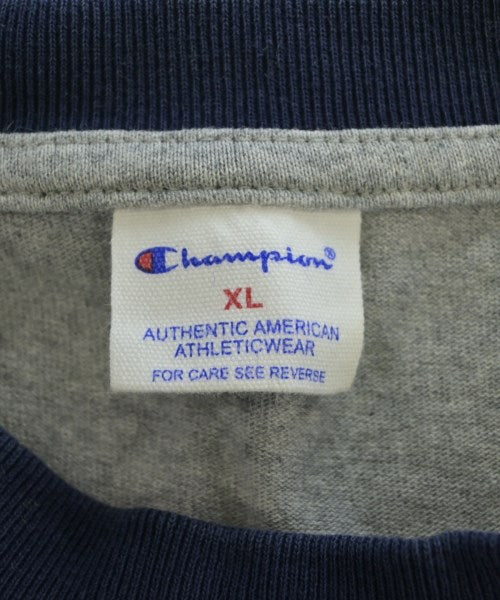 Champion®
XL
AUTHENTIC AMERICAN
ATHLETICWEAR
FOR CARE SEE REVERSE